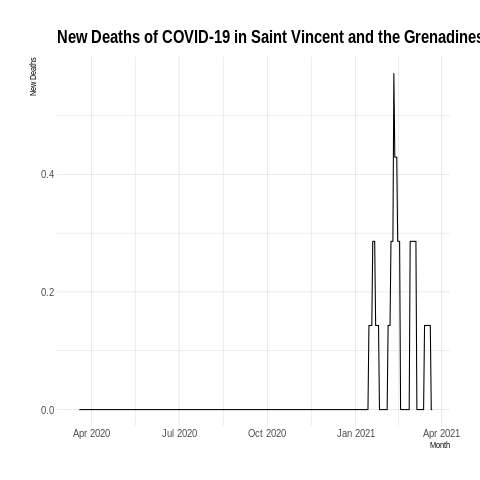 New Deaths of COVID-19 in Saint Vincent and the Grenadines
New Deaths
0.4
0.2
0.0
Apr 2020 Jul 2020 Oct 2020 Jan 2021 Apr 2021
Month